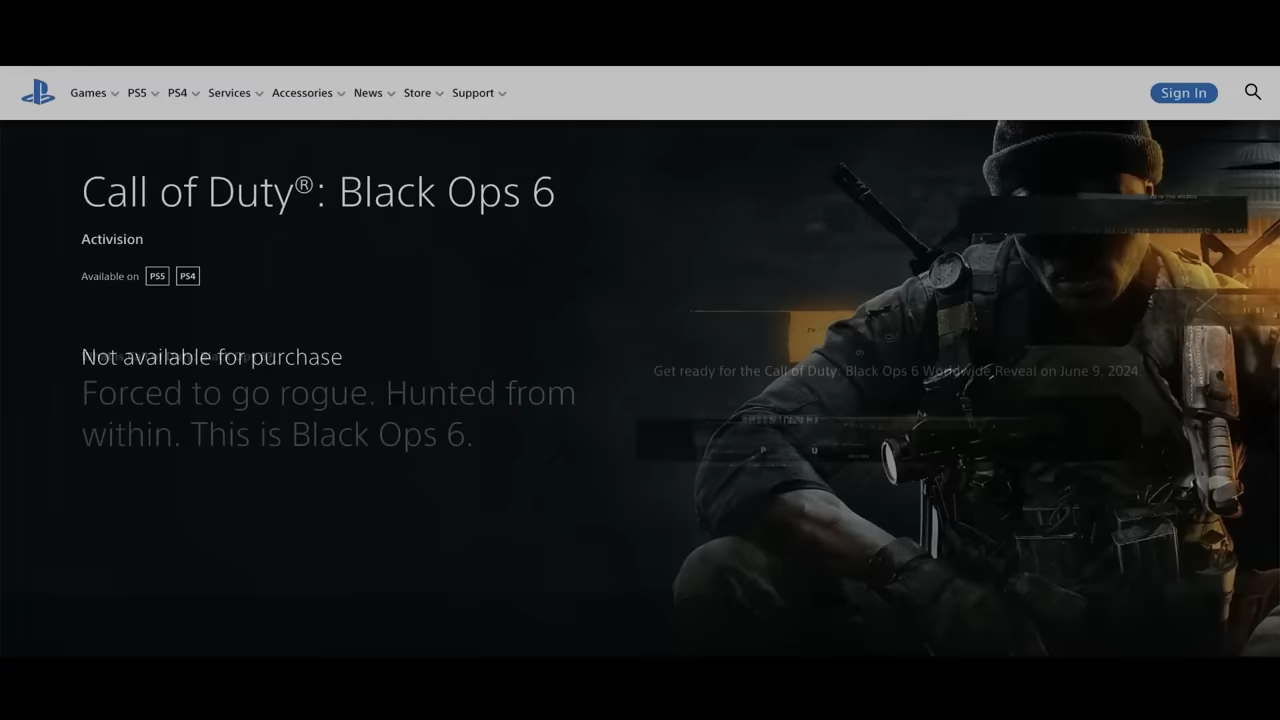 Games PS5 PS4 Services Accessories News Store Support Sign In
Call of Duty®: Black Ops 6
Activision
Available on PS5 PS4
Not available for purchase
Get ready for the Call of Duty: Black Ops 6 Worldwide Reveal on June 9, 2024.
Forced to go rogue. Hunted from
within. This is Black Ops 6.